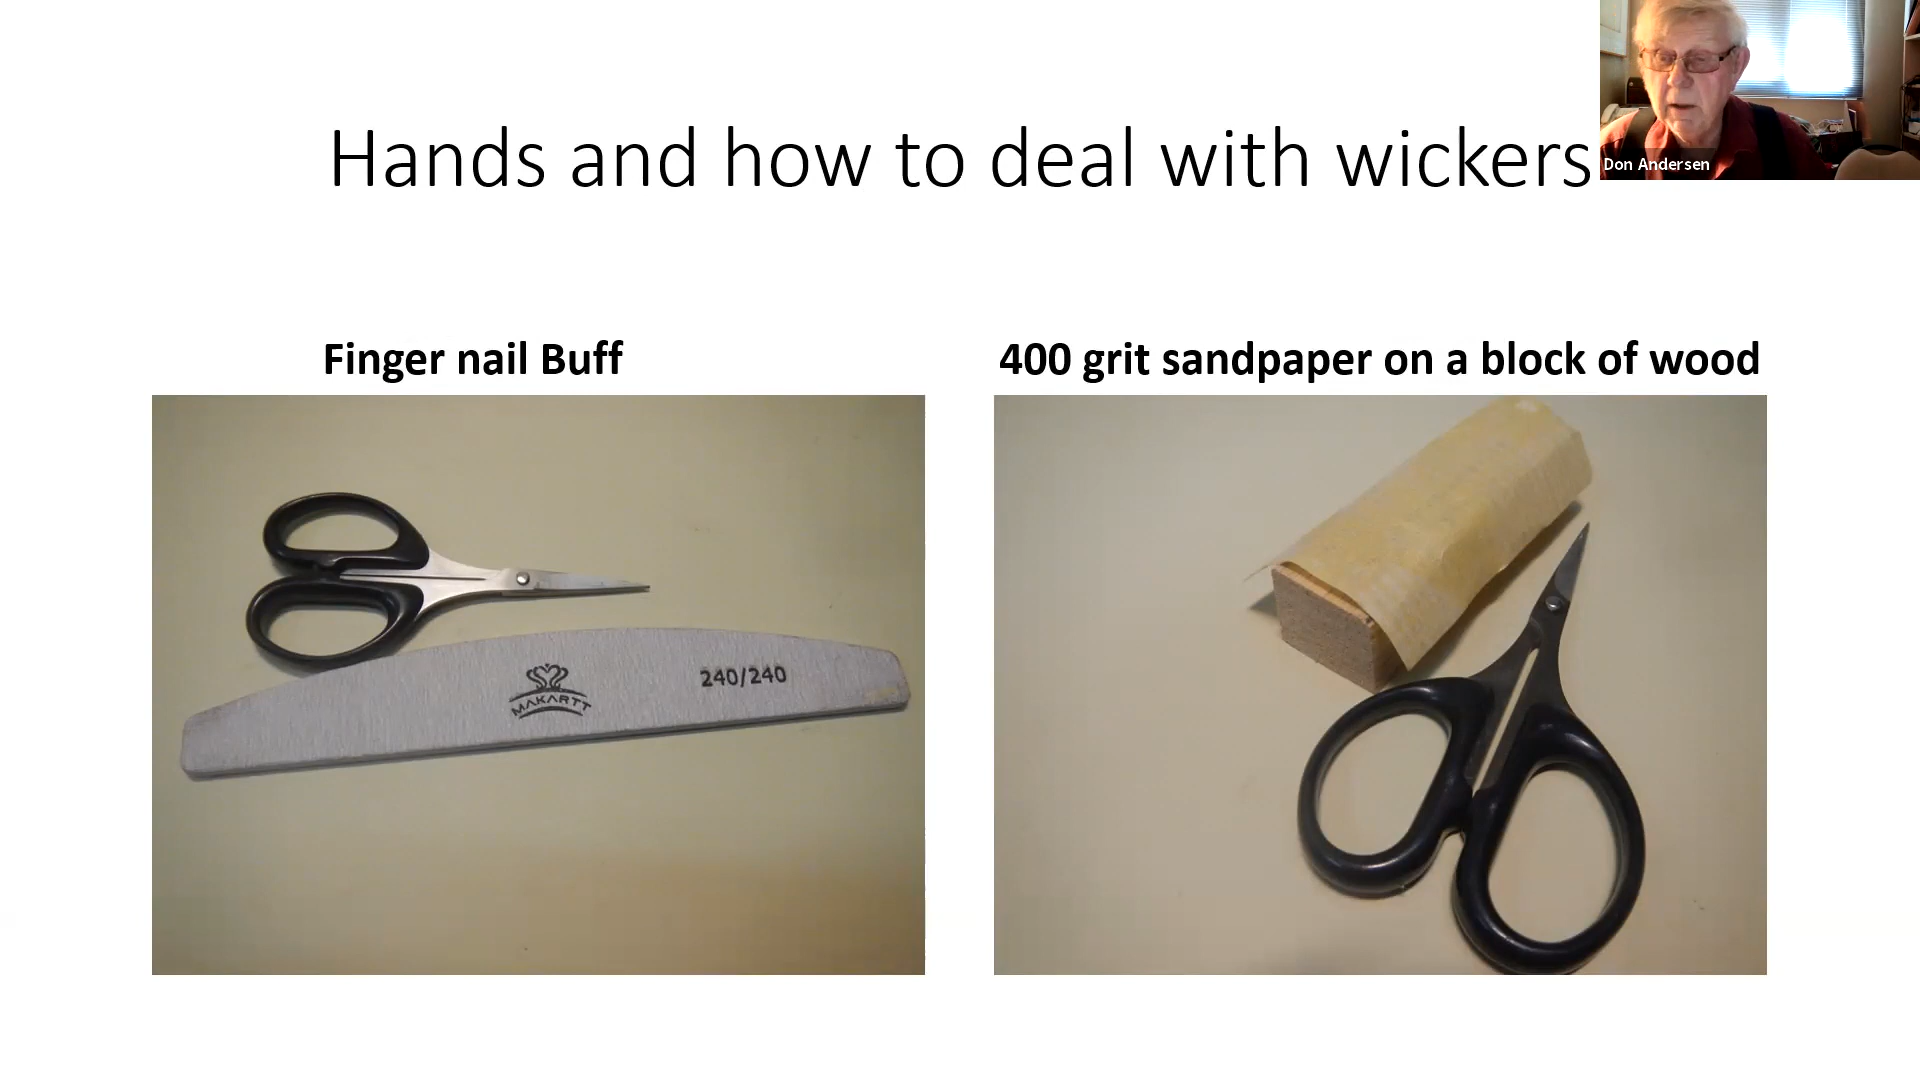 Hands and how to deal with wickers
Don Andersen
Finger nail Buff
400 grit sandpaper on a block of wood
MAKARTT
240/240